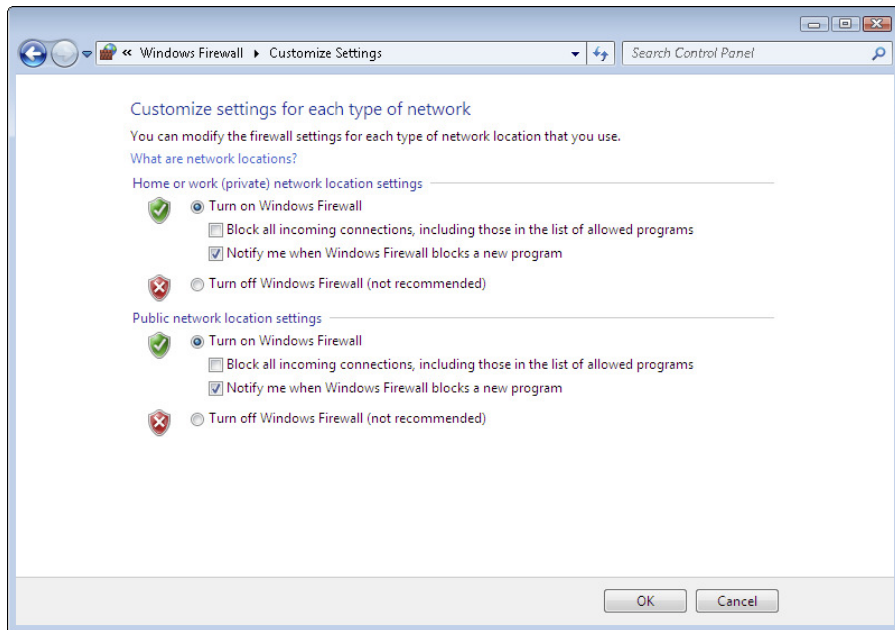 « Windows Firewall ▸ Customize Settings
Search Control Panel
Customize settings for each type of network
You can modify the firewall settings for each type of network location that you use.
What are network locations?
Home or work (private) network location settings
Turn on Windows Firewall
Block all incoming connections, including those in the list of allowed programs
Notify me when Windows Firewall blocks a new program
Turn off Windows Firewall (not recommended)
Public network location settings
Turn on Windows Firewall
Block all incoming connections, including those in the list of allowed programs
Notify me when Windows Firewall blocks a new program
Turn off Windows Firewall (not recommended)
OK
Cancel